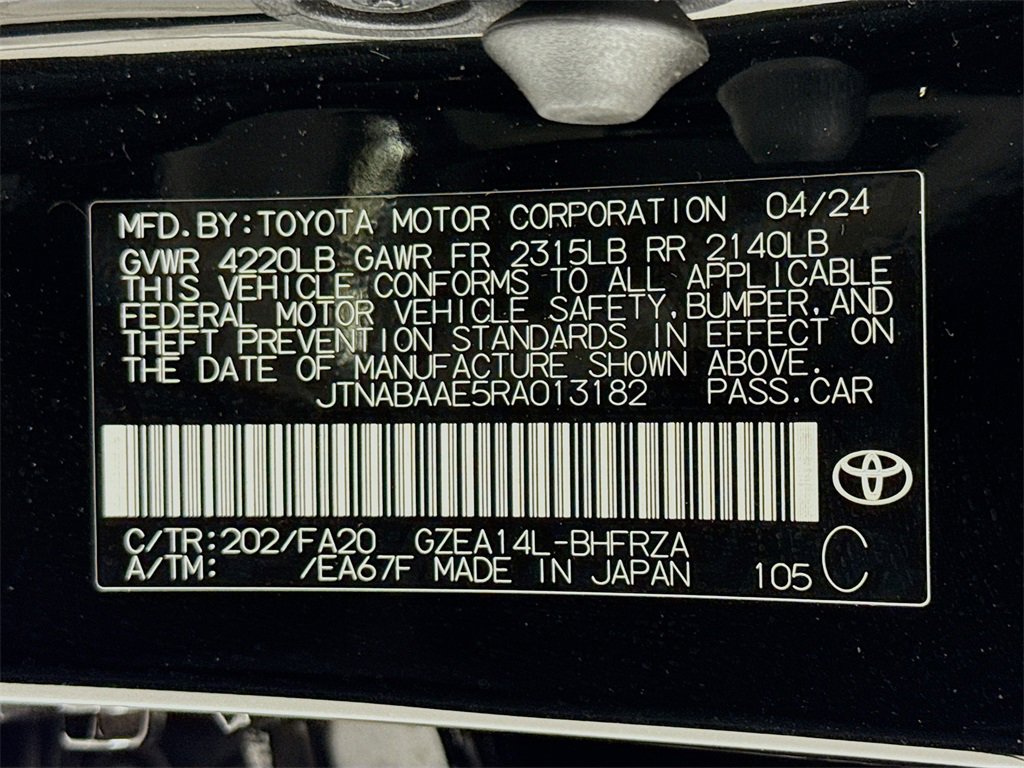 MFD. BY: TOYOTA MOTOR CORPORATION 04/24
GVWR 4220LB GAWR FR 2315LB RR 2140LB
THIS VEHICLE CONFORMS TO ALL APPLICABLE
FEDERAL MOTOR VEHICLE SAFETY, BUMPER, AND
THEFT PREVENTION STANDARDS IN EFFECT ON
THE DATE OF MANUFACTURE SHOWN ABOVE.
JTNABAAE5RA013182 PASS. CAR
C/TR: 202/FA20 GZEA14L-BHFRZA
A/TM: /EA67F MADE IN JAPAN 105 C